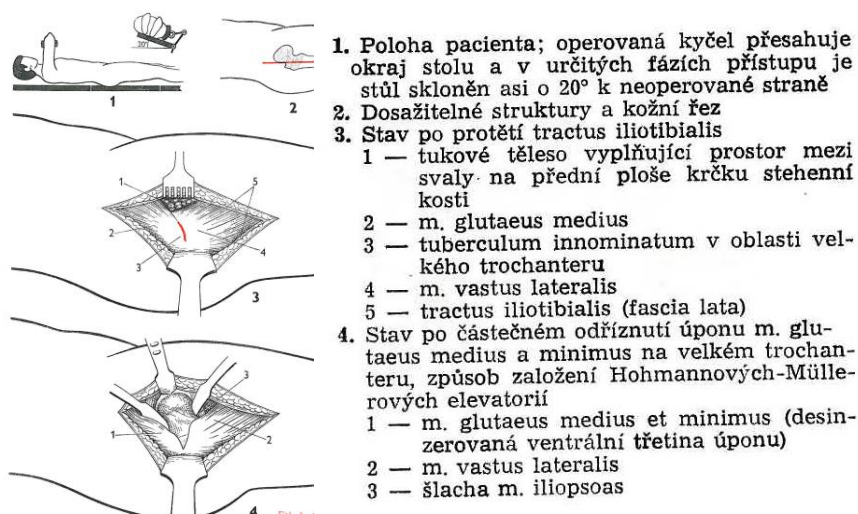 20°
1
2
1
2
3
4
5
3
1
2
3
4
1. Poloha pacienta; operovaná kyčel přesahuje
okraj stolu a v určitých fázích přístupu je
stůl skloněn asi o 20° k neoperované straně
2. Dosažitelné struktury a kožní řez
3. Stav po protětí tractus iliotibialis
1 — tukové těleso vyplňující prostor mezi
svaly na přední ploše krčku stehenní
kosti
2 — m. glutaeus medius
3 — tuberculum innominatum v oblasti vel-
kého trochanteru
4 — m. vastus lateralis
5 — tractus iliotibialis (fascia lata)
4. Stav po částečném odříznutí úponu m. glu-
taeus medius a minimus na velkém trochan-
teru, způsob založení Hohmannových-Mülle-
rových elevatorií
1 — m. glutaeus medius et minimus (desin-
zerovaná ventrální třetina úponu)
2 — m. vastus lateralis
3 — šlacha m. iliopsoas